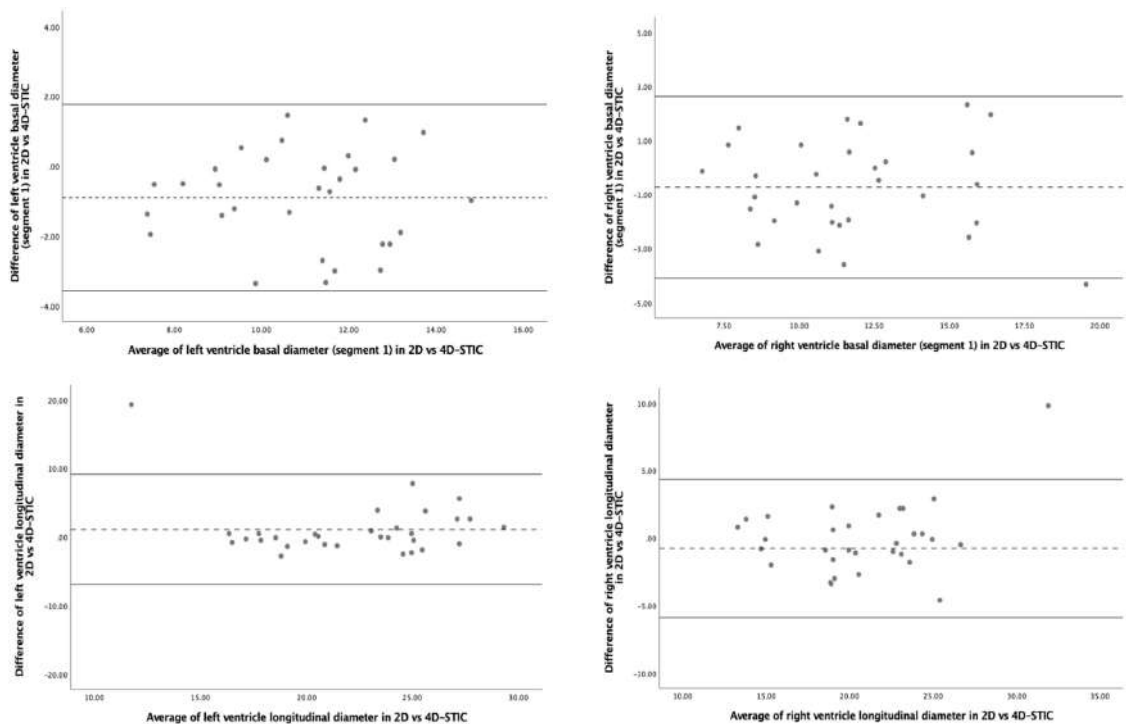 Difference of left ventricle basal diameter
(segment 1) in 2D vs 4D-STIC
4.00
2.00
.00
-2.00
-4.00
6.00 8.00 10.00 12.00 14.00 16.00
Average of left ventricle basal diameter (segment 1) in 2D vs 4D-STIC
Difference of right ventricle basal diameter
(segment 1) in 2D vs 4D-STIC
5.00
3.00
1.00
-1.00
-3.00
-5.00
7.50 10.00 12.50 15.00 17.50 20.00
Average of right ventricle basal diameter (segment 1) in 2D vs 4D-STIC
Difference of left ventricle longitudinal diameter in
2D vs 4D-STIC
20.00
10.00
.00
-10.00
-20.00
10.00 15.00 20.00 25.00 30.00
Average of left ventricle longitudinal diameter in 2D vs 4D-STIC
Difference of right ventricle longitudinal diameter
in 2D vs 4D-STIC
10.00
5.00
.00
-5.00
-10.00
10.00 15.00 20.00 25.00 30.00 35.00
Average of right ventricle longitudinal diameter in 2D vs 4D-STIC